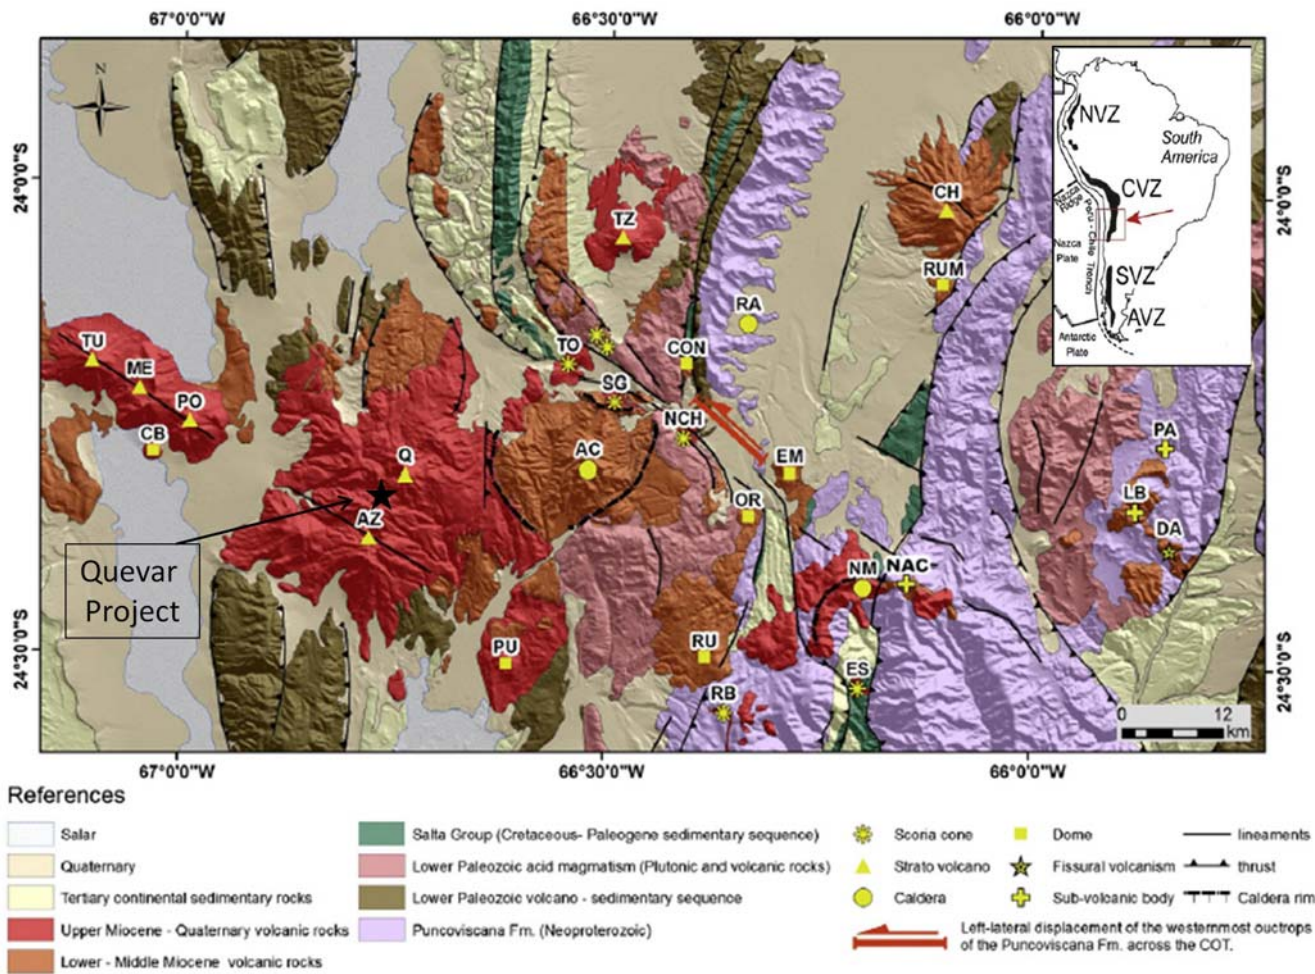 67°0'0"W 66°30'0"W 66°0'0"W
N
24°0'0"S
24°30'0"S
24°0'0"S
24°30'0"S
NVZ
South
America
CVZ
Nazca
Ridge
Peru - Chile Trench
Nazca
Plate
SVZ
AVZ
Antarctic
Plate
TZ
CH
RUM
RA
TU
ME
PO
CB
TO
CON
SG
NCH
Q
AC
EM
AZ
OR
PA
LB
DA
Quevar
Project
NM
NAC
PU
RU
ES
RB
0 12
km
67°0'0"W 66°30'0"W 66°0'0"W
References
Salar
Quaternary
Tertiary continental sedimentary rocks
Upper Miocene - Quaternary volcanic rocks
Lower - Middle Miocene volcanic rocks
Salta Group (Cretaceous- Paleogene sedimentary sequence)
Lower Paleozoic acid magmatism (Plutonic and volcanic rocks)
Lower Paleozoic volcano - sedimentary sequence
Puncoviscana Fm. (Neoproterozoic)
Scoria cone
Strato volcano
Caldera
Dome
Fissural volcanism
Sub-volcanic body
lineaments
thrust
Caldera rim
Left-lateral displacement of the westernmost ouctrops
of the Puncoviscana Fm. across the COT.